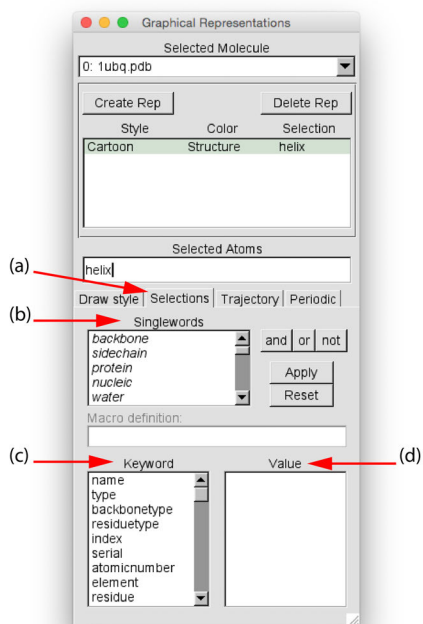 Graphical Representations
Selected Molecule
0: 1ubq.pdb
Create Rep Delete Rep
Style Color Selection
Cartoon Structure helix
Selected Atoms
(a)
helix
Draw style Selections Trajectory Periodic
(b)
Singlewords
backbone
sidechain
protein
nucleic
water
and or not
Apply
Reset
Macro definition:
(c)
Keyword
name
type
backbonetype
residuetype
index
serial
atomicnumber
element
residue
Value
(d)